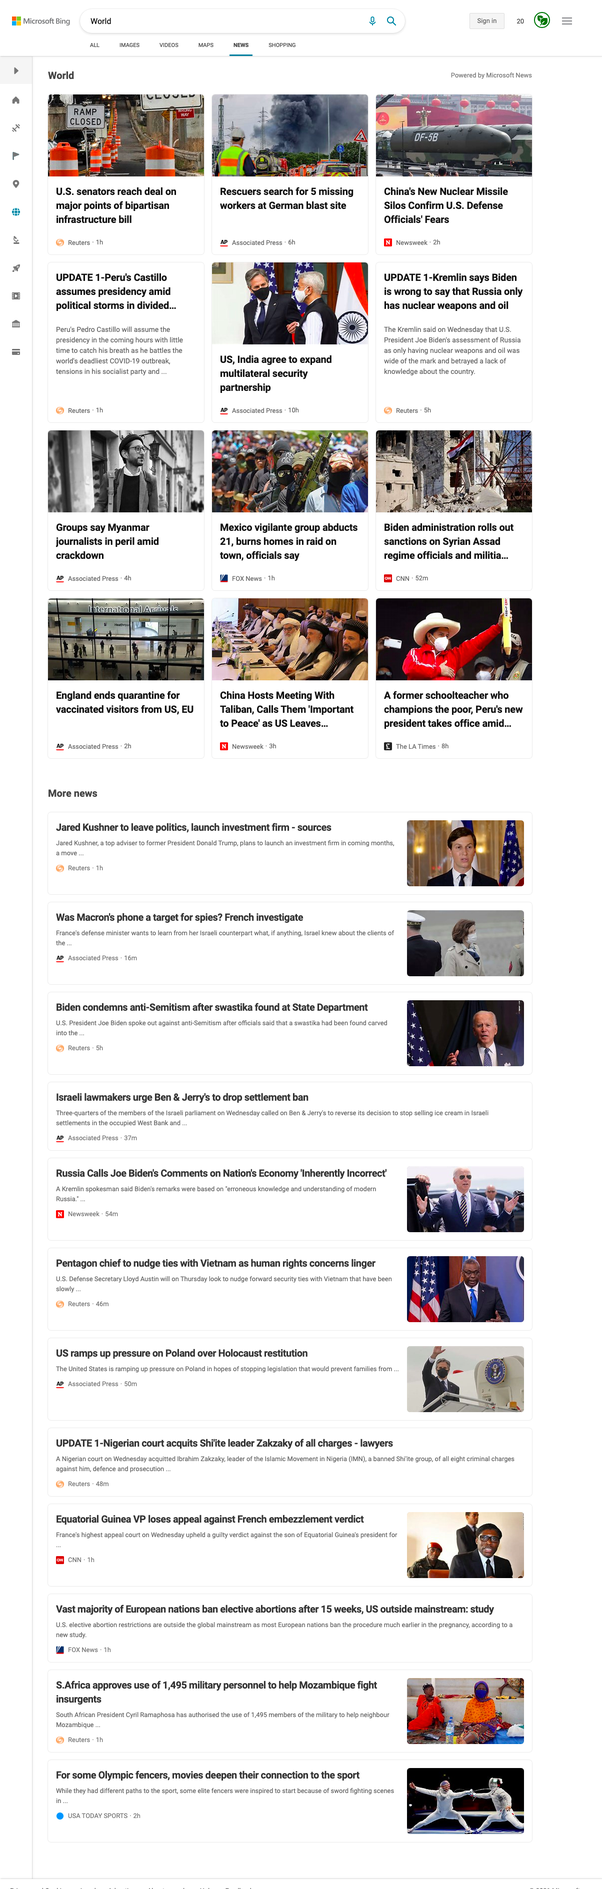 Microsoft Bing
World
Sign in
20
ALL
IMAGES
VIDEOS
MAPS
NEWS
SHOPPING
World
Powered by Microsoft News
RAMP
CLOSED
CLOSED
DF-5B
U.S. senators reach deal on
major points of bipartisan
infrastructure bill
Reuters · 1h
Rescuers search for 5 missing
workers at German blast site
AP Associated Press · 6h
China's New Nuclear Missile
Silos Confirm U.S. Defense
Officials' Fears
N Newsweek · 2h
UPDATE 1-Peru's Castillo
assumes presidency amid
political storms in divided...
Peru's Pedro Castillo will assume the
presidency in the coming hours with little
time to catch his breath as he battles the
world's deadliest COVID-19 outbreak,
tensions in his socialist party and ...
Reuters · 1h
US, India agree to expand
multilateral security
partnership
AP Associated Press · 10h
UPDATE 1-Kremlin says Biden
is wrong to say that Russia only
has nuclear weapons and oil
The Kremlin said on Wednesday that U.S.
President Joe Biden's assessment of Russia
as only having nuclear weapons and oil was
wide of the mark and betrayed a lack of
knowledge about the country.
Reuters · 5h
Groups say Myanmar
journalists in peril amid
crackdown
AP Associated Press · 4h
Mexico vigilante group abducts
21, burns homes in raid on
town, officials say
FOX News · 1h
Biden administration rolls out
sanctions on Syrian Assad
regime officials and militia...
CNN CNN · 52m
International Arrivals
England ends quarantine for
vaccinated visitors from US, EU
AP Associated Press · 2h
China Hosts Meeting With
Taliban, Calls Them 'Important
to Peace' as US Leaves...
N Newsweek · 3h
A former schoolteacher who
champions the poor, Peru's new
president takes office amid...
The LA Times · 8h
More news
Jared Kushner to leave politics, launch investment firm - sources
Jared Kushner, a top adviser to former President Donald Trump, plans to launch an investment firm in coming months,
a move ...
Reuters · 1h
Was Macron's phone a target for spies? French investigate
France's defense minister wants to learn from her Israeli counterpart what, if anything, Israel knew about the clients of
the ...
AP Associated Press · 16m
Biden condemns anti-Semitism after swastika found at State Department
U.S. President Joe Biden spoke out against anti-Semitism after officials said that a swastika had been found carved
into the ...
Reuters · 5h
Israeli lawmakers urge Ben & Jerry's to drop settlement ban
Three-quarters of the members of the Israeli parliament on Wednesday called on Ben & Jerry's to reverse its decision to stop selling ice cream in Israeli
settlements in the occupied West Bank and ...
AP Associated Press · 37m
Russia Calls Joe Biden's Comments on Nation's Economy 'Inherently Incorrect'
A Kremlin spokesman said Biden's remarks were based on "erroneous knowledge and understanding of modern
Russia." ...
N Newsweek · 54m
Pentagon chief to nudge ties with Vietnam as human rights concerns linger
U.S. Defense Secretary Lloyd Austin will on Thursday look to nudge forward security ties with Vietnam that have been
slowly ...
Reuters · 46m
US ramps up pressure on Poland over Holocaust restitution
The United States is ramping up pressure on Poland in hopes of stopping legislation that would prevent families from ...
AP Associated Press · 50m
UPDATE 1-Nigerian court acquits Shi'ite leader Zakzaky of all charges - lawyers
A Nigerian court on Wednesday acquitted Ibrahim Zakzaky, leader of the Islamic Movement in Nigeria (IMN), a banned Shi'ite group, of all eight criminal charges
against him, defence and prosecution ...
Reuters · 48m
Equatorial Guinea VP loses appeal against French embezzlement verdict
France's highest appeal court on Wednesday upheld a guilty verdict against the son of Equatorial Guinea's president for
...
CNN CNN · 1h
Vast majority of European nations ban elective abortions after 15 weeks, US outside mainstream: study
U.S. elective abortion restrictions are outside the global mainstream as most European nations ban the procedure much earlier in the pregnancy, according to a
new study.
FOX News · 1h
S.Africa approves use of 1,495 military personnel to help Mozambique fight
insurgents
South African President Cyril Ramaphosa has authorised the use of 1,495 members of the military to help neighbour
Mozambique ...
Reuters · 1h
For some Olympic fencers, movies deepen their connection to the sport
While they had different paths to the sport, some elite fencers were inspired to start because of sword fighting scenes
in ...
USA TODAY SPORTS · 2h